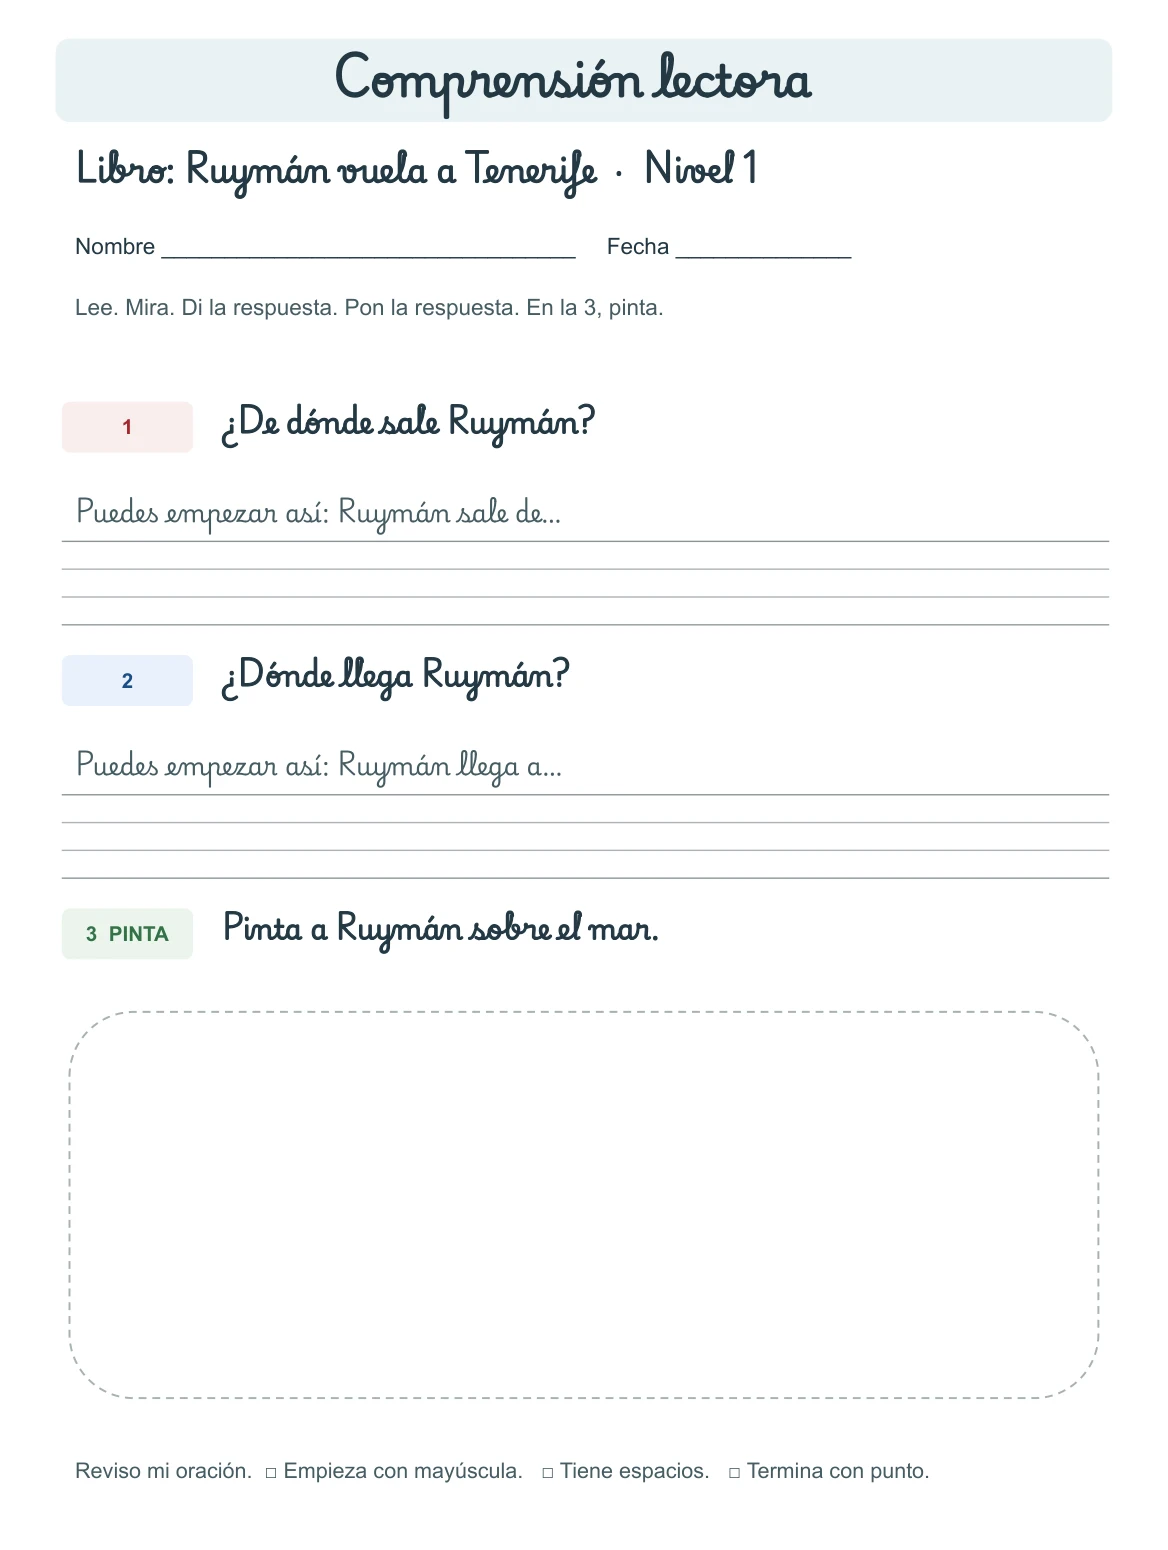 Comprensión lectora
Libro: Ruymán vuela a Tenerife · Nivel 1
Nombre _________________________________ Fecha ______________
Lee. Mira. Di la respuesta. Pon la respuesta. En la 3, pinta.
1 ¿De dónde sale Ruymán?
Puedes empezar así: Ruymán sale de...
2 ¿Dónde llega Ruymán?
Puedes empezar así: Ruymán llega a...
3 PINTA Pinta a Ruymán sobre el mar.
Reviso mi oración. □ Empieza con mayúscula. □ Tiene espacios. □ Termina con punto.